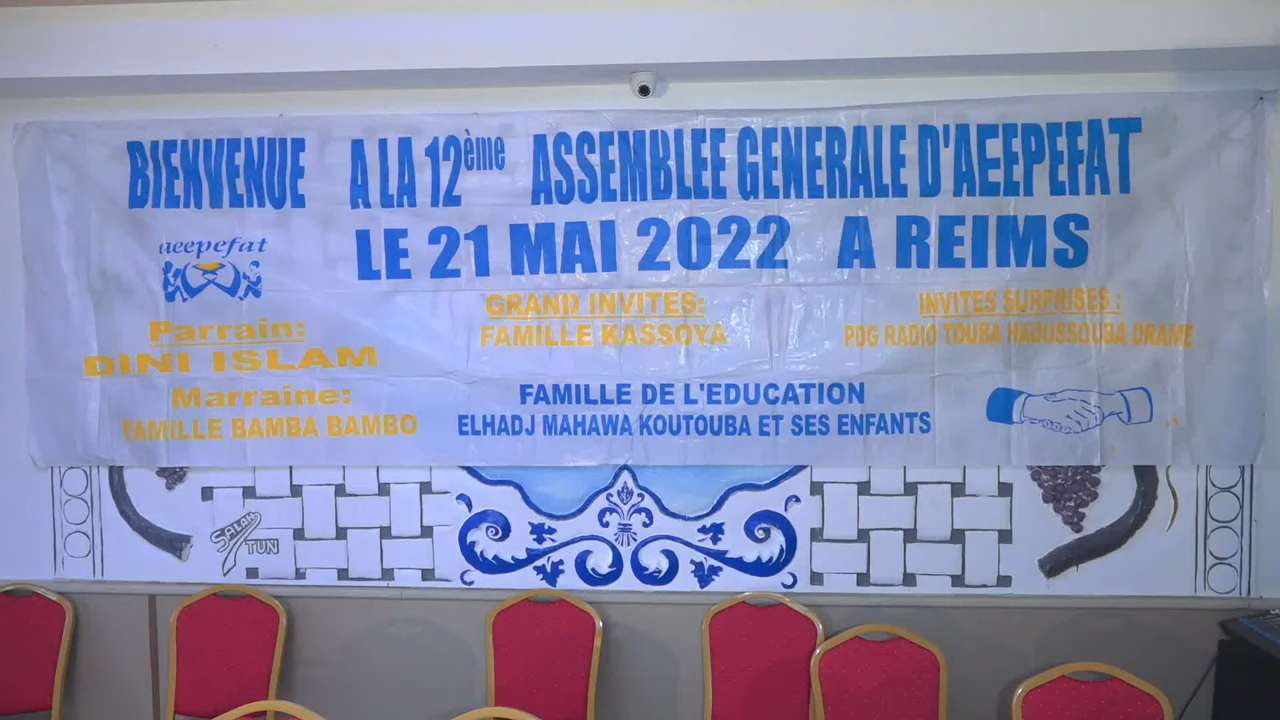 BIENVENUE A LA 12ème ASSEMBLEE GENERALE D'AEEPEFAT
LE 21 MAI 2022 A REIMS
aeepefat
Parrain:
DINI ISLAM
Marraine:
FAMILLE BAMBA BAMBO
GRAND INVITES:
FAMILLE KASSOYA
FAMILLE DE L'EDUCATION
ELHADJ MAHAWA KOUTOUBA ET SES ENFANTS
INVITES SURPRISES :
PDG RADIO TOUBA HAOUSSOUBA DRAME
SALAH
TUN